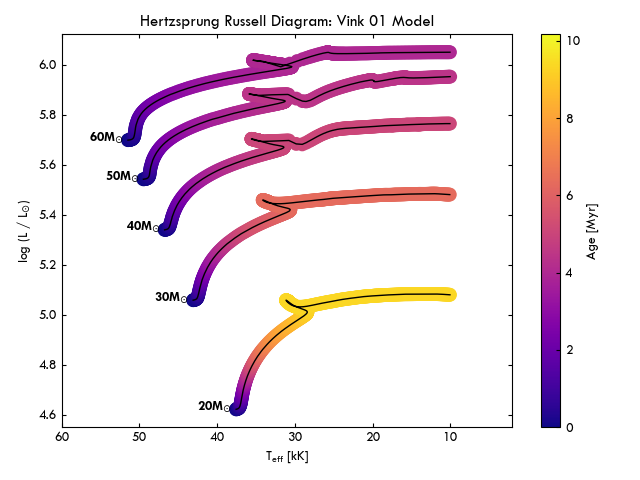 Hertzsprung Russell Diagram: Vink 01 Model
6.0
5.8
5.6
5.4
5.2
5.0
4.8
4.6
log (L / L☉)
60M☉
50M☉
40M☉
30M☉
20M☉
60
50
40
30
20
10
T_eff [kK]
10
8
6
4
2
0
Age [Myr]